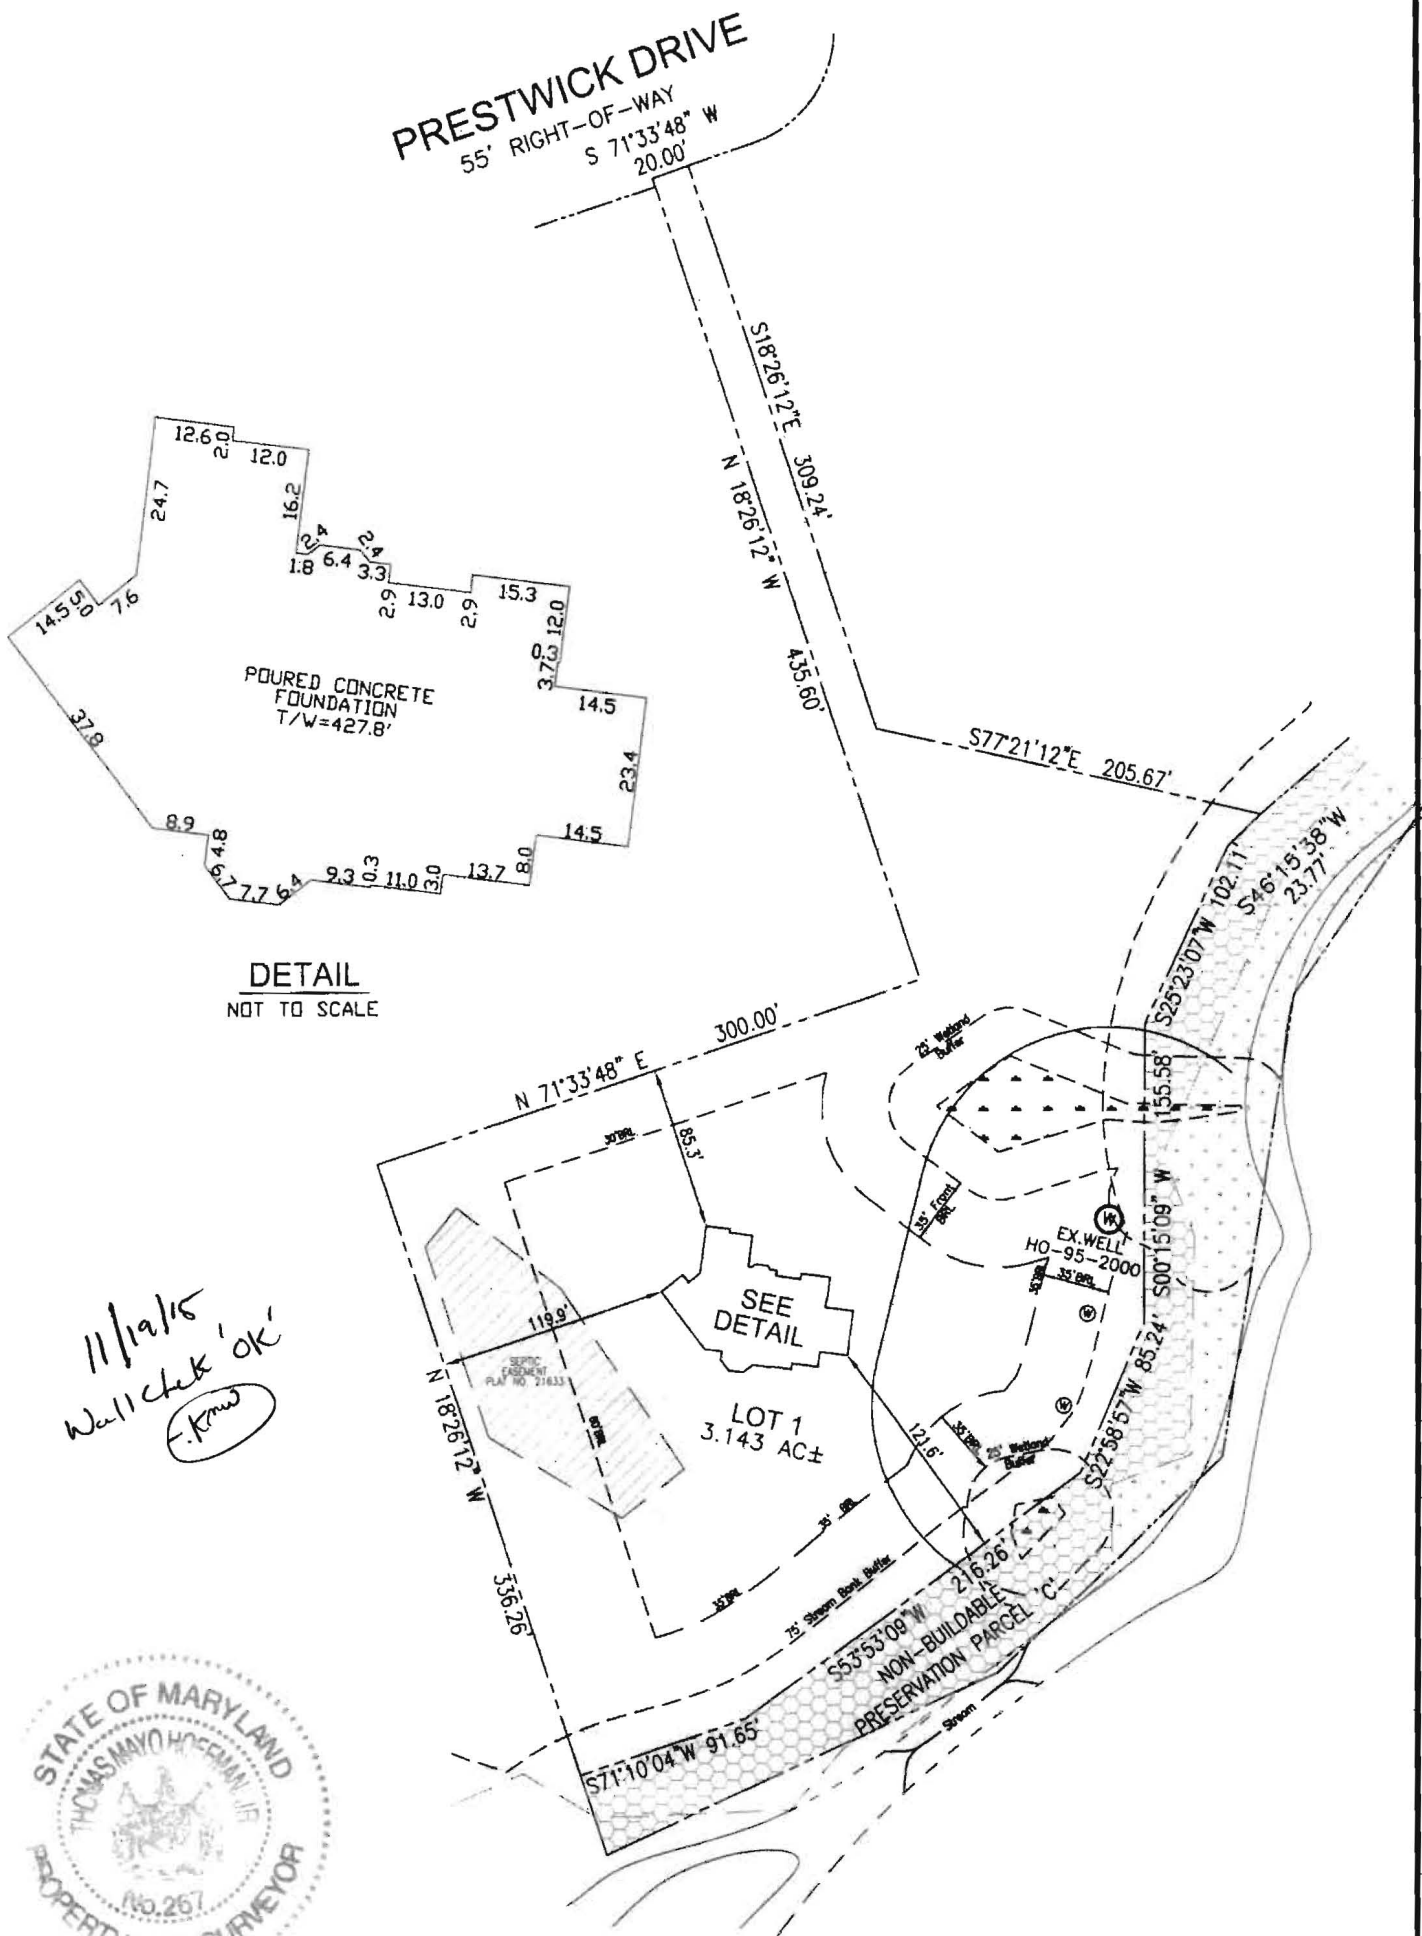 PRESTWICK DRIVE
55' RIGHT-OF-WAY
S 71°33'48" W
20.00'
S18°26'12"E 309.24'
N 18°26'12" W 435.60'
12.6
2.0
12.0
24.7
16.2
2.4
1.8
6.4
2.4
3.3
2.9
13.0
2.9
15.3
12.0
0.3
3.7
14.5
23.4
14.5
8.0
13.7
3.0
11.0
0.3
9.3
6.4
7.7
6.7
4.8
8.9
37.8
14.5
5.0
7.6
POURED CONCRETE
FOUNDATION
T/W=427.8'
DETAIL
NOT TO SCALE
S77°21'12"E 205.67'
S46°15'38"W
23.77'
S25°23'07"W 102.11'
N 71°33'48" E 300.00'
25' Wetland
Buffer
30'BRL
85.3'
155.58'
S00°15'09" W
35' Front
BRL
EX.WELL
HO-95-2000
35'BRL
35'BRL
SEE
DETAIL
119.9'
SEPTIC
EASEMENT
PLAT NO. 21633
60'BRL
LOT 1
3.143 AC±
121.6'
35'BRL
25' Wetland
Buffer
S22°58'57"W 85.24'
35' BRL
35'BRL
75' Stream Bank Buffer
N 18°26'12" W 336.26'
S53°53'09"W 216.26'
NON-BUILDABLE
PRESERVATION PARCEL 'C'
Stream
S71°10'04"W 91.65'
11/19/15
Wall Check 'OK'
STATE OF MARYLAND
THOMAS MAYO HOFFMAN, JR
No. 267